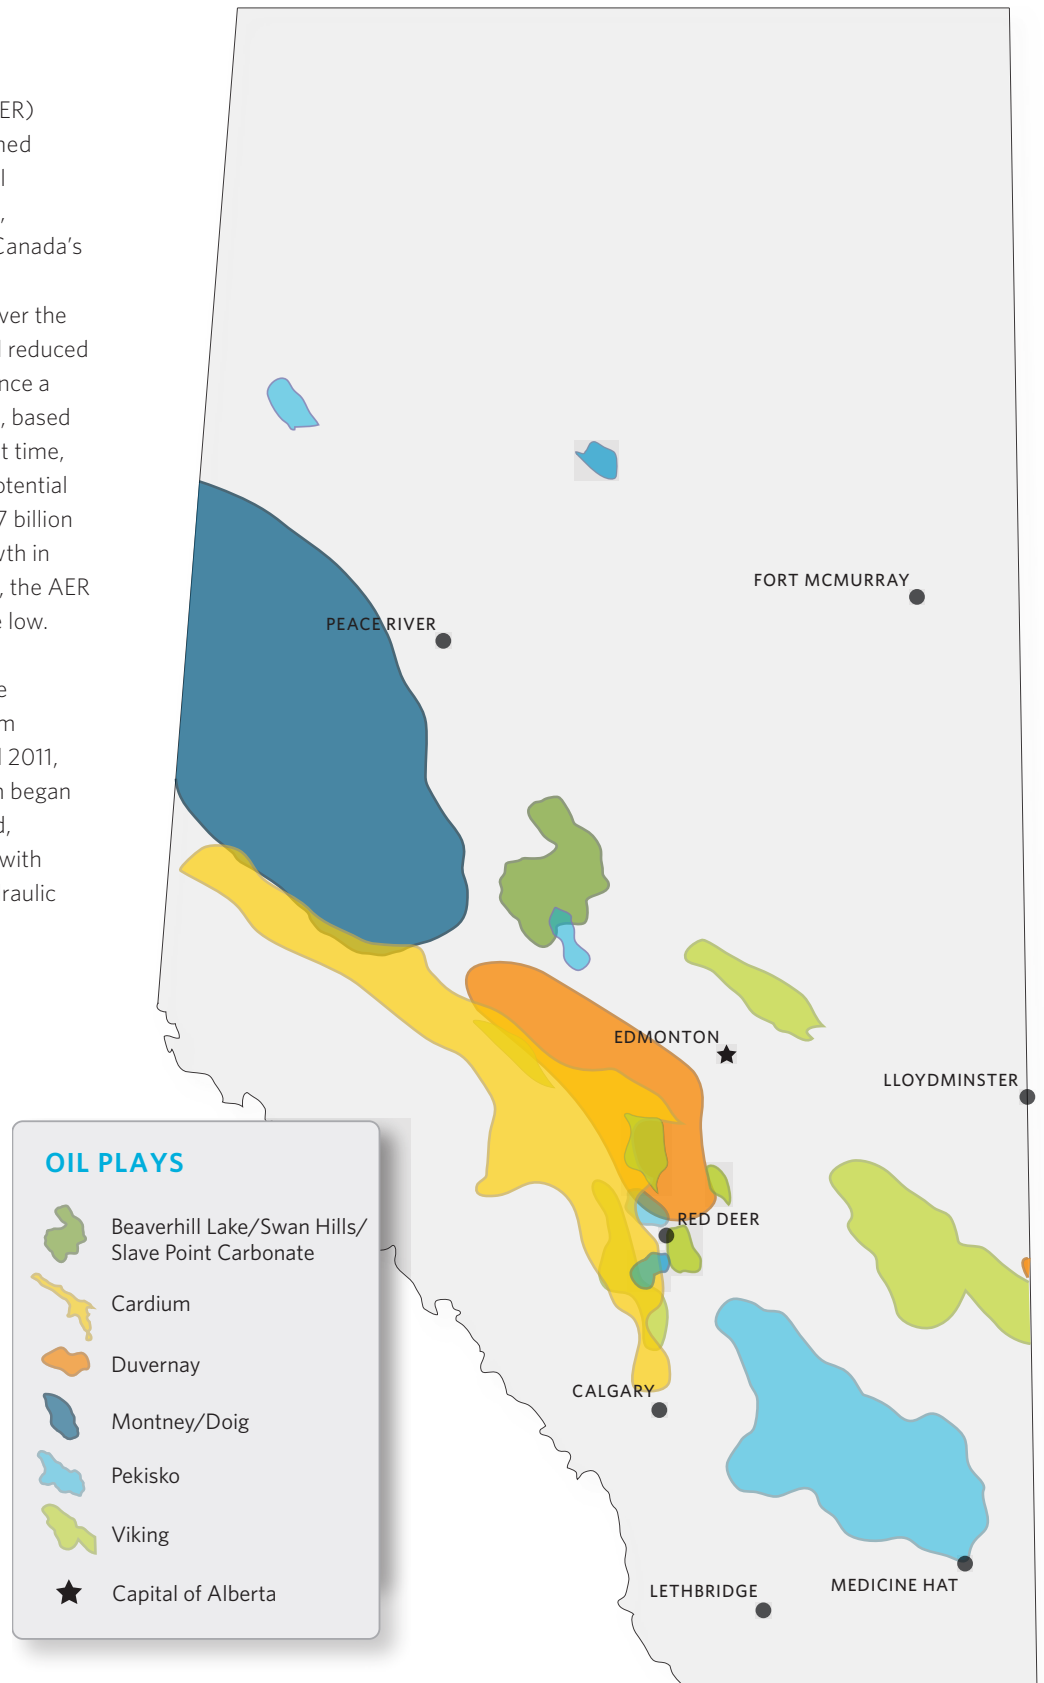 ER)
ned
l
,
Canada's
ver the
l reduced
nce a
, based
t time,
otential
7 billion
vth in
, the AER
e low.
e
m
l 2011,
n began
d,
with
raulic
FORT MCMURRAY
PEACE RIVER
EDMONTON
LLOYDMINSTER
RED DEER
CALGARY
MEDICINE HAT
LETHBRIDGE
OIL PLAYS
Beaverhill Lake/Swan Hills/
Slave Point Carbonate
Cardium
Duvernay
Montney/Doig
Pekisko
Viking
Capital of Alberta